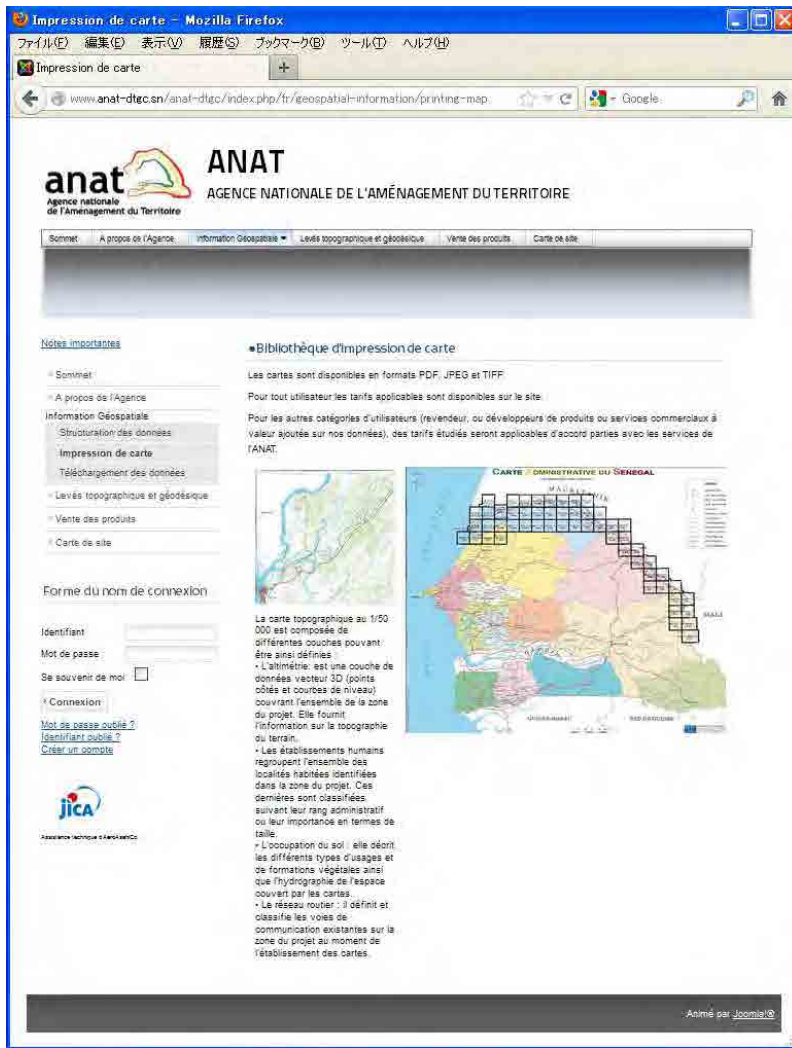 Impression de carte - Mozilla Firefox
ファイル(F) 編集(E) 表示(V) 履歴(S) ブックマーク(B) ツール(T) ヘルプ(H)
Impression de carte
www.anat-dtgc.sn/anat-dtgc/index.php/fr/geospatial-information/printing-map
Google
anat
Agence nationale
de l'Amenagement du Territoire
ANAT
AGENCE NATIONALE DE L'AMÉNAGEMENT DU TERRITOIRE
Sommet A propos de l'Agence Information Géospatiale Levés topographique et géodésique Vente des produits Carte de site
Notes importantes
Sommet
A propos de l'Agence
Information Géospatiale
Structuration des données
Impression de carte
Téléchargement des données
Levés topographique et géodésique
Vente des produits
Carte de site
Forme du nom de connexion
Identifiant
Mot de passe
Se souvenir de moi
Connexion
Mot de passe oublié ?
Identifiant oublié ?
Créer un compte
jica
Assistance technique d'AeroAsahiCo
•Bibliothèque d'impression de carte
Les cartes sont disponibles en formats PDF, JPEG et TIFF.
Pour tout utilisateur les tarifs applicables sont disponibles sur le site.
Pour les autres catégories d'utilisateurs (revendeur, ou développeurs de produits ou services commerciaux à
valeur ajoutée sur nos données), des tarifs étudiés seront applicables d'accord parties avec les services de
l'ANAT.
CARTE ADMINISTRATIVE DU SENEGAL
MAURITANIE
MALI
La carte topographique au 1/50
000 est composée de
différentes couches pouvant
être ainsi définies :
• L'altimétrie: est une couche de
données vecteur 3D (points
côtés et courbes de niveau)
couvrant l'ensemble de la zone
du projet. Elle fournit
l'information sur la topographie
du terrain.
• Les établissements humains
regroupent l'ensemble des
localités habitées identifiées
dans la zone du projet. Ces
dernières sont classifiées
suivant leur rang administratif
ou leur importance en termes de
taille.
• L'occupation du sol : elle décrit
les différents types d'usages et
de formations végétales ainsi
que l'hydrographie de l'espace
couvert par les cartes.
• Le réseau routier : il définit et
classifie les voies de
communication existantes sur la
zone du projet au moment de
l'établissement des cartes.
Animé par Joomla!®